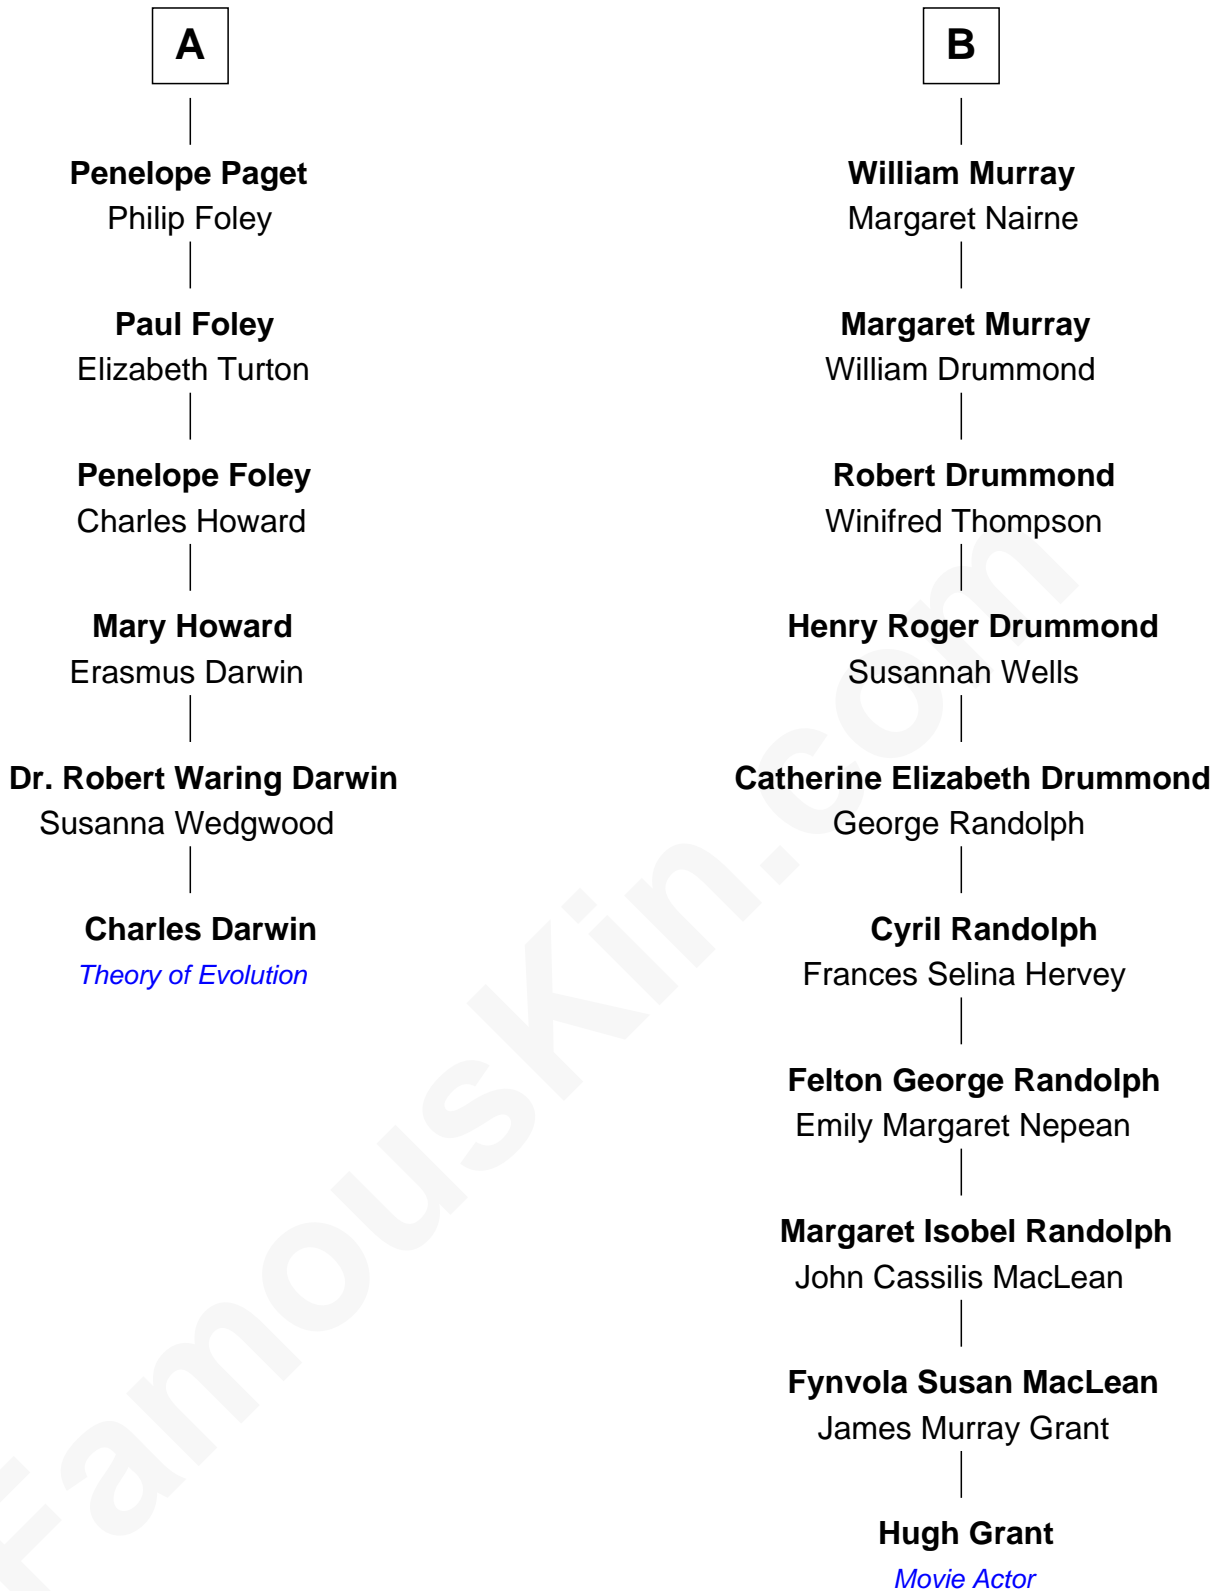 A
Penelope Paget
Philip Foley
Paul Foley
Elizabeth Turton
Penelope Foley
Charles Howard
Mary Howard
Erasmus Darwin
Dr. Robert Waring Darwin
Susanna Wedgwood
Charles Darwin
Theory of Evolution
B
William Murray
Margaret Nairne
Margaret Murray
William Drummond
Robert Drummond
Winifred Thompson
Henry Roger Drummond
Susannah Wells
Catherine Elizabeth Drummond
George Randolph
Cyril Randolph
Frances Selina Hervey
Felton George Randolph
Emily Margaret Nepean
Margaret Isobel Randolph
John Cassilis MacLean
Fynvola Susan MacLean
James Murray Grant
Hugh Grant
Movie Actor
FamousKin.com